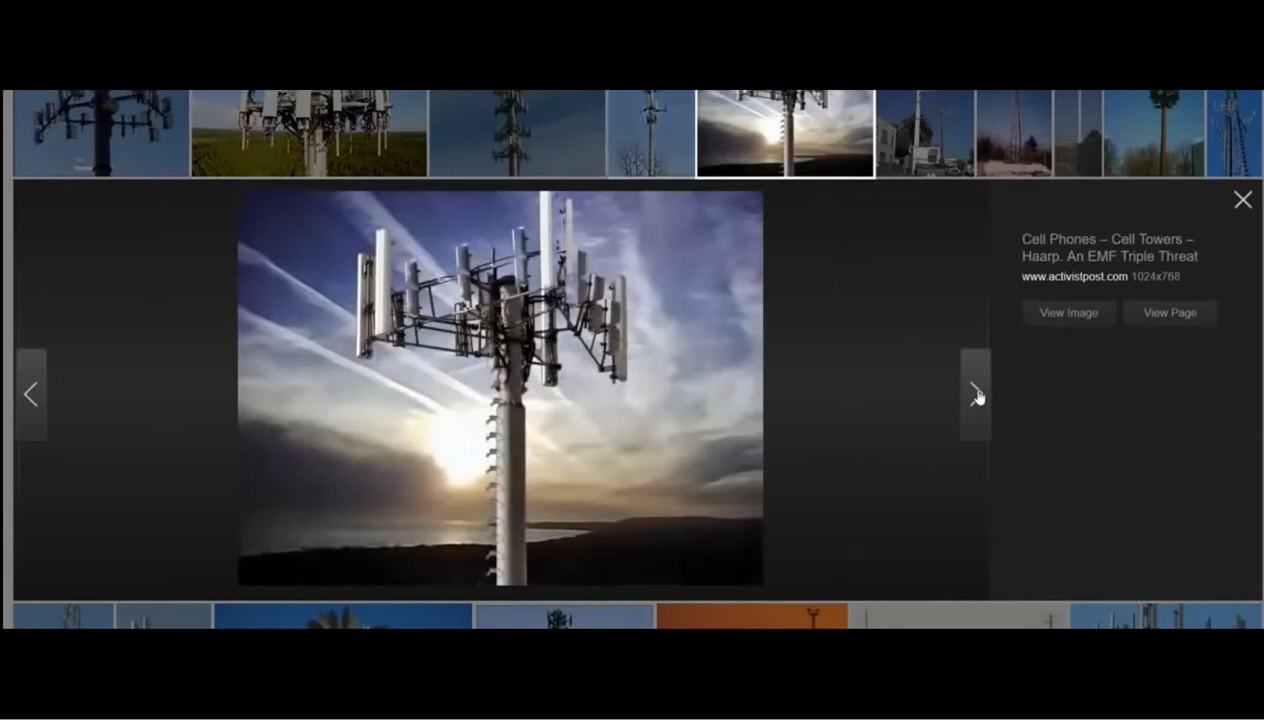 Cell Phones – Cell Towers –
Haarp. An EMF Triple Threat
www.activistpost.com 1024x768
View Image View Page